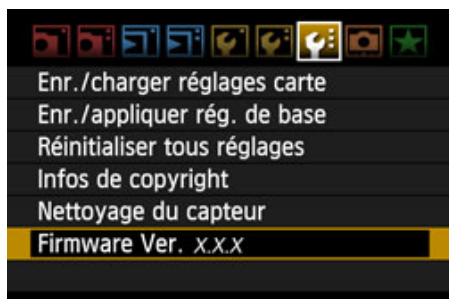 Enr./charger réglages carte
Enr./appliquer rég. de base
Réinitialiser tous réglages
Infos de copyright
Nettoyage du capteur
Firmware Ver. X.X.X